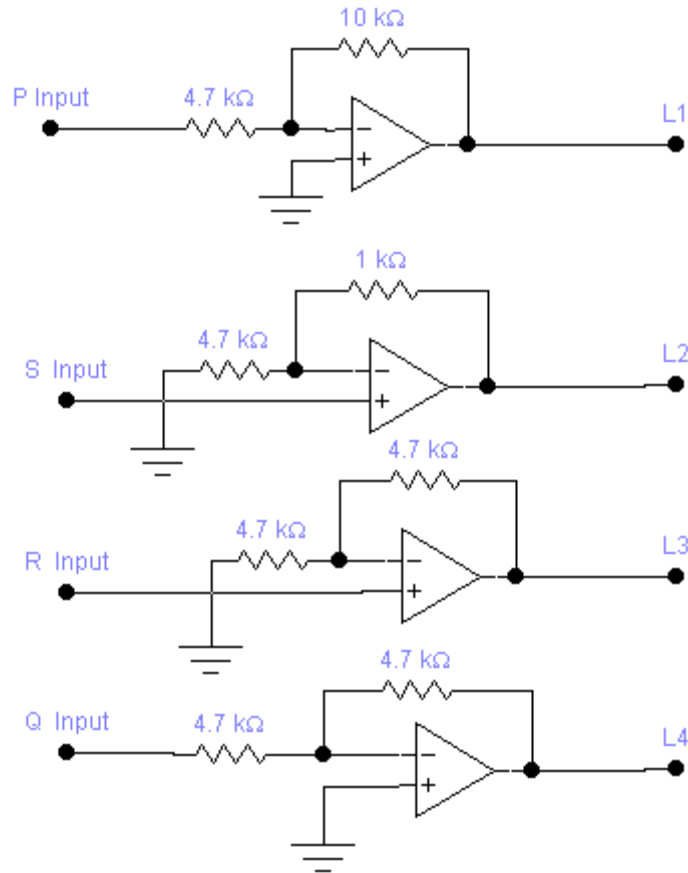 10 kΩ
P Input
4.7 kΩ
L1
−
+
1 kΩ
4.7 kΩ
S Input
L2
−
+
4.7 kΩ
4.7 kΩ
R Input
L3
−
+
4.7 kΩ
Q Input
4.7 kΩ
L4
−
+